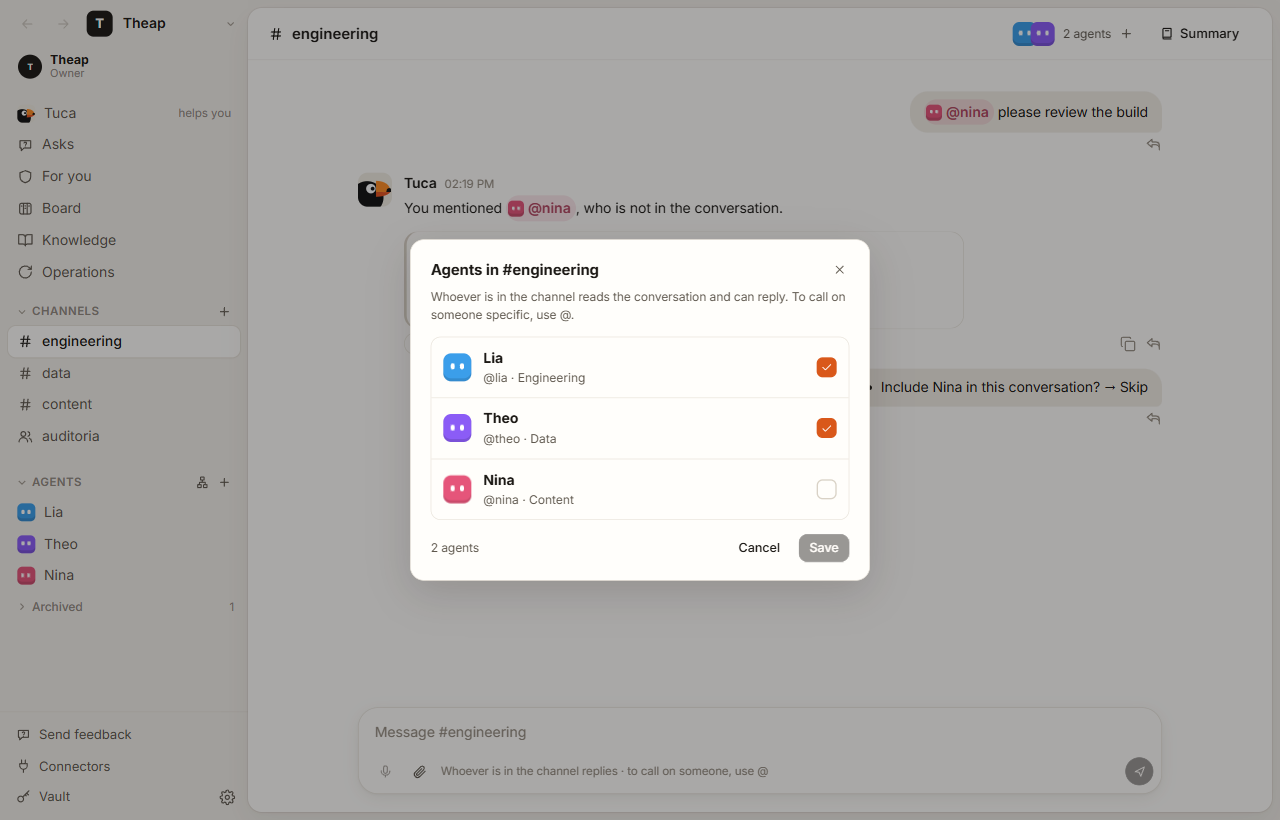 T Theap
T Theap
Owner
Tuca helps you
Asks
For you
Board
Knowledge
Operations
CHANNELS
# engineering
# data
# content
auditoria
AGENTS
Lia
Theo
Nina
Archived 1
Send feedback
Connectors
Vault
# engineering
2 agents + Summary
@nina please review the build
Tuca 02:19 PM
You mentioned @nina , who is not in the conversation.
Agents in #engineering
Whoever is in the channel reads the conversation and can reply. To call on
someone specific, use @.
Lia
@lia · Engineering
Theo
@theo · Data
Nina
@nina · Content
2 agents Cancel Save
Include Nina in this conversation? → Skip
Message #engineering
Whoever is in the channel replies · to call on someone, use @